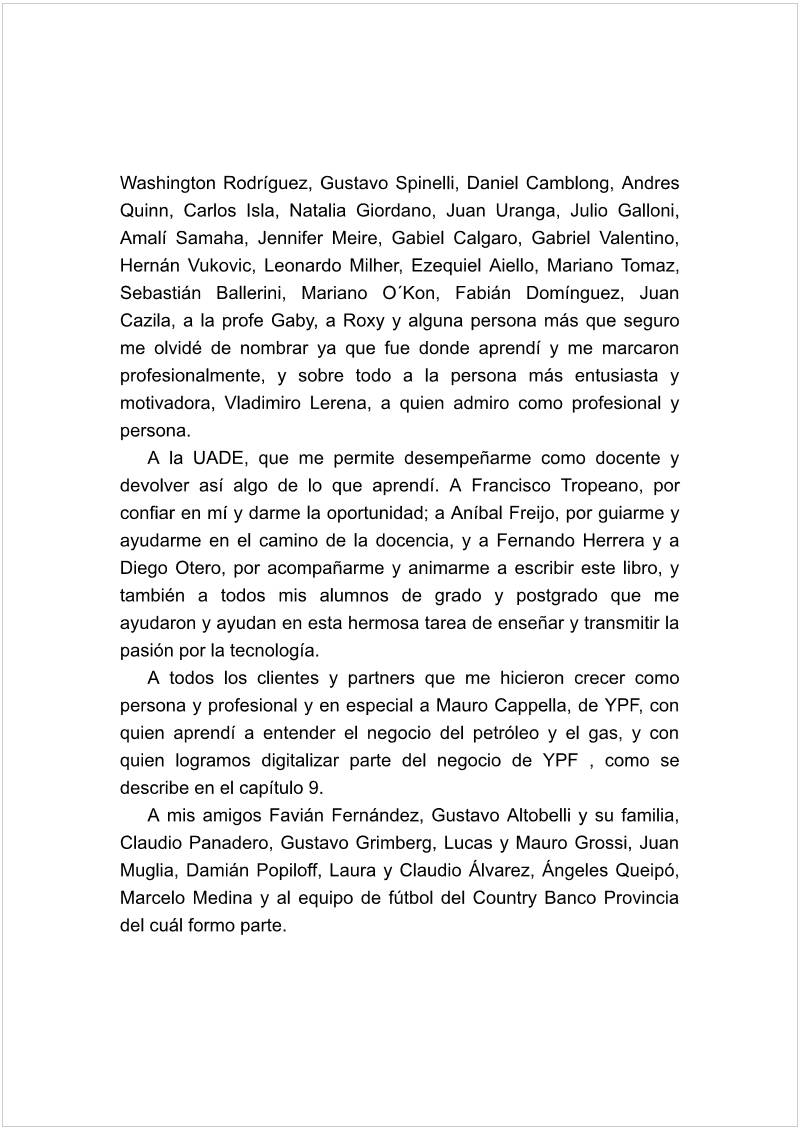 Washington Rodríguez, Gustavo Spinelli, Daniel Camblong, Andres
Quinn, Carlos Isla, Natalia Giordano, Juan Uranga, Julio Galloni,
Amalí Samaha, Jennifer Meire, Gabiel Calgaro, Gabriel Valentino,
Hernán Vukovic, Leonardo Milher, Ezequiel Aiello, Mariano Tomaz,
Sebastián Ballerini, Mariano O´Kon, Fabián Domínguez, Juan
Cazila, a la profe Gaby, a Roxy y alguna persona más que seguro
me olvidé de nombrar ya que fue donde aprendí y me marcaron
profesionalmente, y sobre todo a la persona más entusiasta y
motivadora, Vladimiro Lerena, a quien admiro como profesional y
persona.
A la UADE, que me permite desempeñarme como docente y
devolver así algo de lo que aprendí. A Francisco Tropeano, por
confiar en mí y darme la oportunidad; a Aníbal Freijo, por guiarme y
ayudarme en el camino de la docencia, y a Fernando Herrera y a
Diego Otero, por acompañarme y animarme a escribir este libro, y
también a todos mis alumnos de grado y postgrado que me
ayudaron y ayudan en esta hermosa tarea de enseñar y transmitir la
pasión por la tecnología.
A todos los clientes y partners que me hicieron crecer como
persona y profesional y en especial a Mauro Cappella, de YPF, con
quien aprendí a entender el negocio del petróleo y el gas, y con
quien logramos digitalizar parte del negocio de YPF , como se
describe en el capítulo 9.
A mis amigos Favián Fernández, Gustavo Altobelli y su familia,
Claudio Panadero, Gustavo Grimberg, Lucas y Mauro Grossi, Juan
Muglia, Damián Popiloff, Laura y Claudio Álvarez, Ángeles Queipó,
Marcelo Medina y al equipo de fútbol del Country Banco Provincia
del cuál formo parte.